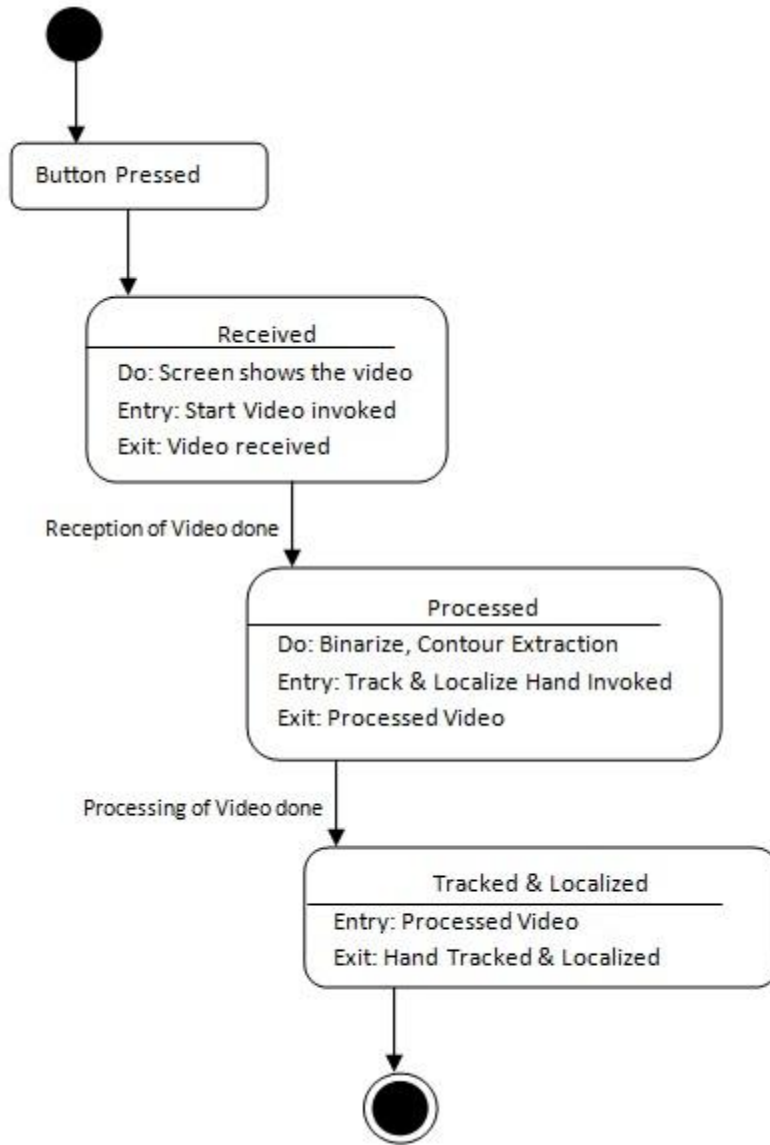 Button Pressed
Received
Do: Screen shows the video
Entry: Start Video invoked
Exit: Video received
Reception of Video done
Processed
Do: Binarize, Contour Extraction
Entry: Track & Localize Hand Invoked
Exit: Processed Video
Processing of Video done
Tracked & Localized
Entry: Processed Video
Exit: Hand Tracked & Localized